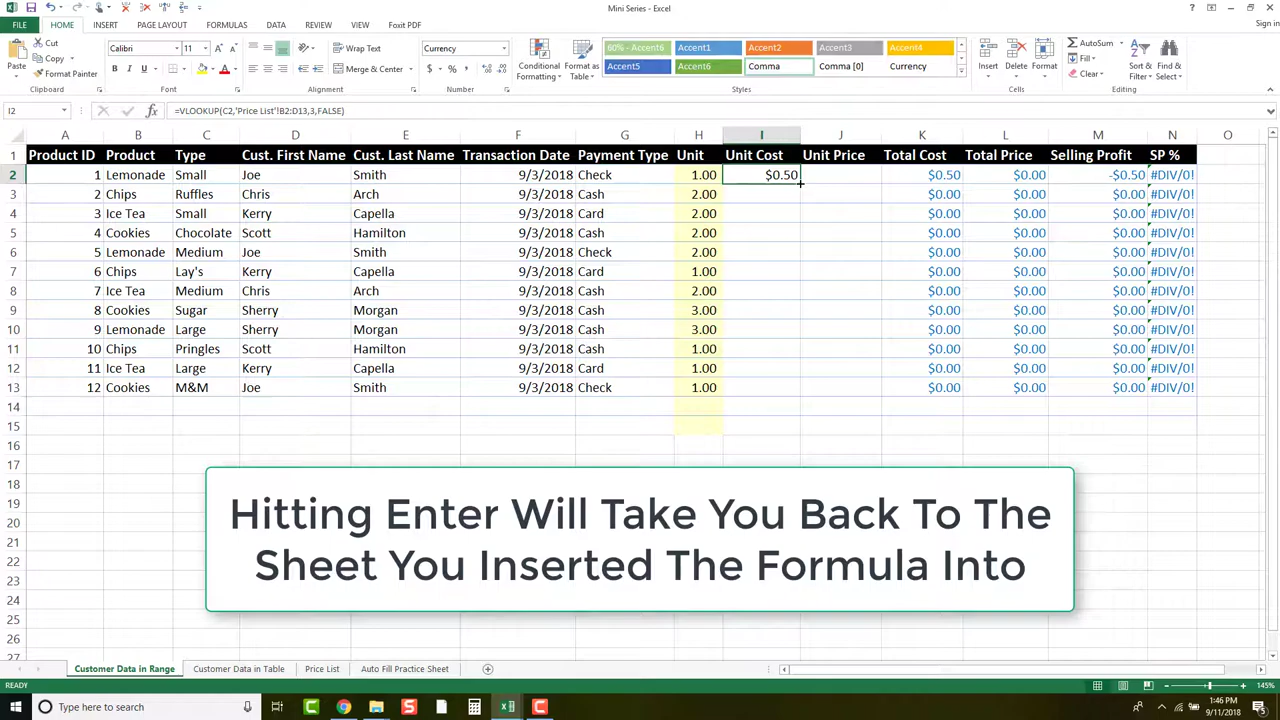 Mini Series - Excel
Sign in
FILE HOME INSERT PAGE LAYOUT FORMULAS DATA REVIEW VIEW Foxit PDF
Cut
Copy
Format Painter
Paste
Clipboard
Calibri 11
B I U
Font
Wrap Text
Merge & Center
Alignment
Currency
$ % ,
Number
Conditional Formatting
Format as Table
60% - Accent6 Accent1 Accent2 Accent3 Accent4
Accent5 Accent6 Comma Comma [0] Currency
Styles
Insert Delete Format
Cells
AutoSum
Fill
Clear
Sort & Filter
Find & Select
Editing
I2 fx =VLOOKUP(C2,'Price List'!B2:D13,3,FALSE)
A B C D E F G H I J K L M N O
1 Product ID Product Type Cust. First Name Cust. Last Name Transaction Date Payment Type Unit Unit Cost Unit Price Total Cost Total Price Selling Profit SP %
2 1 Lemonade Small Joe Smith 9/3/2018 Check 1.00 $0.50 $0.50 $0.00 -$0.50 #DIV/0!
3 2 Chips Ruffles Chris Arch 9/3/2018 Cash 2.00 $0.00 $0.00 $0.00 #DIV/0!
4 3 Ice Tea Small Kerry Capella 9/3/2018 Card 2.00 $0.00 $0.00 $0.00 #DIV/0!
5 4 Cookies Chocolate Scott Hamilton 9/3/2018 Cash 2.00 $0.00 $0.00 $0.00 #DIV/0!
6 5 Lemonade Medium Joe Smith 9/3/2018 Check 2.00 $0.00 $0.00 $0.00 #DIV/0!
7 6 Chips Lay's Kerry Capella 9/3/2018 Card 1.00 $0.00 $0.00 $0.00 #DIV/0!
8 7 Ice Tea Medium Chris Arch 9/3/2018 Cash 2.00 $0.00 $0.00 $0.00 #DIV/0!
9 8 Cookies Sugar Sherry Morgan 9/3/2018 Cash 3.00 $0.00 $0.00 $0.00 #DIV/0!
10 9 Lemonade Large Sherry Morgan 9/3/2018 Cash 3.00 $0.00 $0.00 $0.00 #DIV/0!
11 10 Chips Pringles Scott Hamilton 9/3/2018 Cash 1.00 $0.00 $0.00 $0.00 #DIV/0!
12 11 Ice Tea Large Kerry Capella 9/3/2018 Card 1.00 $0.00 $0.00 $0.00 #DIV/0!
13 12 Cookies M&M Joe Smith 9/3/2018 Check 1.00 $0.00 $0.00 $0.00 #DIV/0!
14
15
16
17
18
19
20
21
22
23
24
25
26
27
Hitting Enter Will Take You Back To The
Sheet You Inserted The Formula Into
Customer Data in Range Customer Data in Table Price List Auto Fill Practice Sheet
READY 145%
Type here to search
1:46 PM
9/11/2018